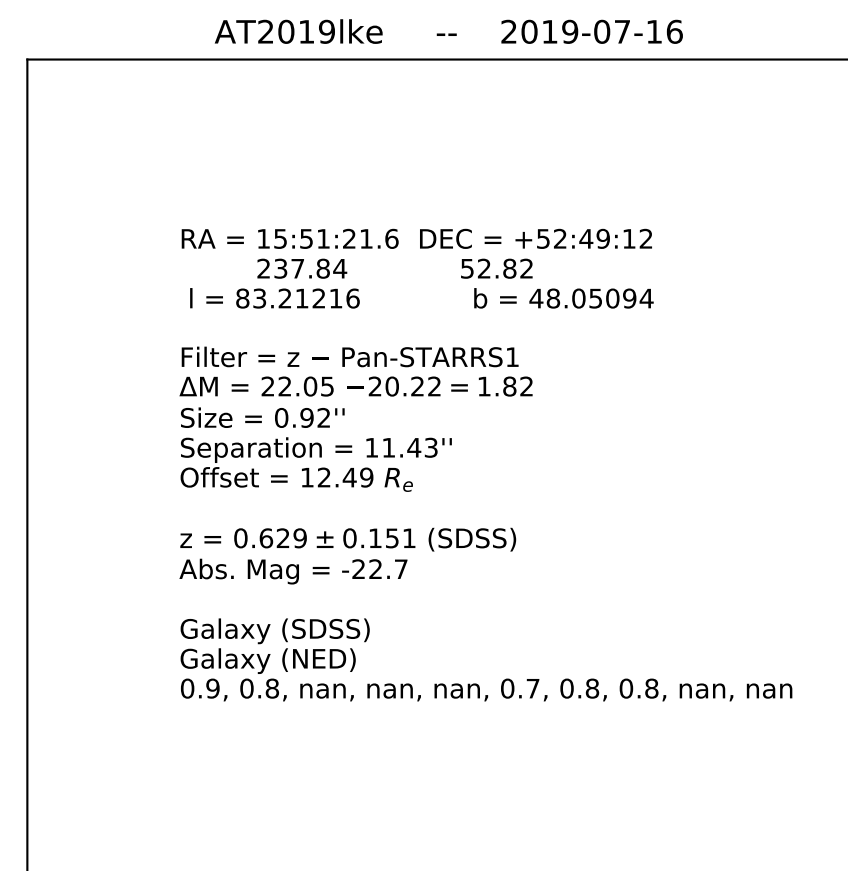 AT2019lke -- 2019-07-16
RA = 15:51:21.6 DEC = +52:49:12
237.84 52.82
l = 83.21216 b = 48.05094
Filter = z − Pan-STARRS1
ΔM = 22.05 −20.22 = 1.82
Size = 0.92''
Separation = 11.43''
Offset = 12.49 Rₑ
z = 0.629 ± 0.151 (SDSS)
Abs. Mag = -22.7
Galaxy (SDSS)
Galaxy (NED)
0.9, 0.8, nan, nan, nan, 0.7, 0.8, 0.8, nan, nan